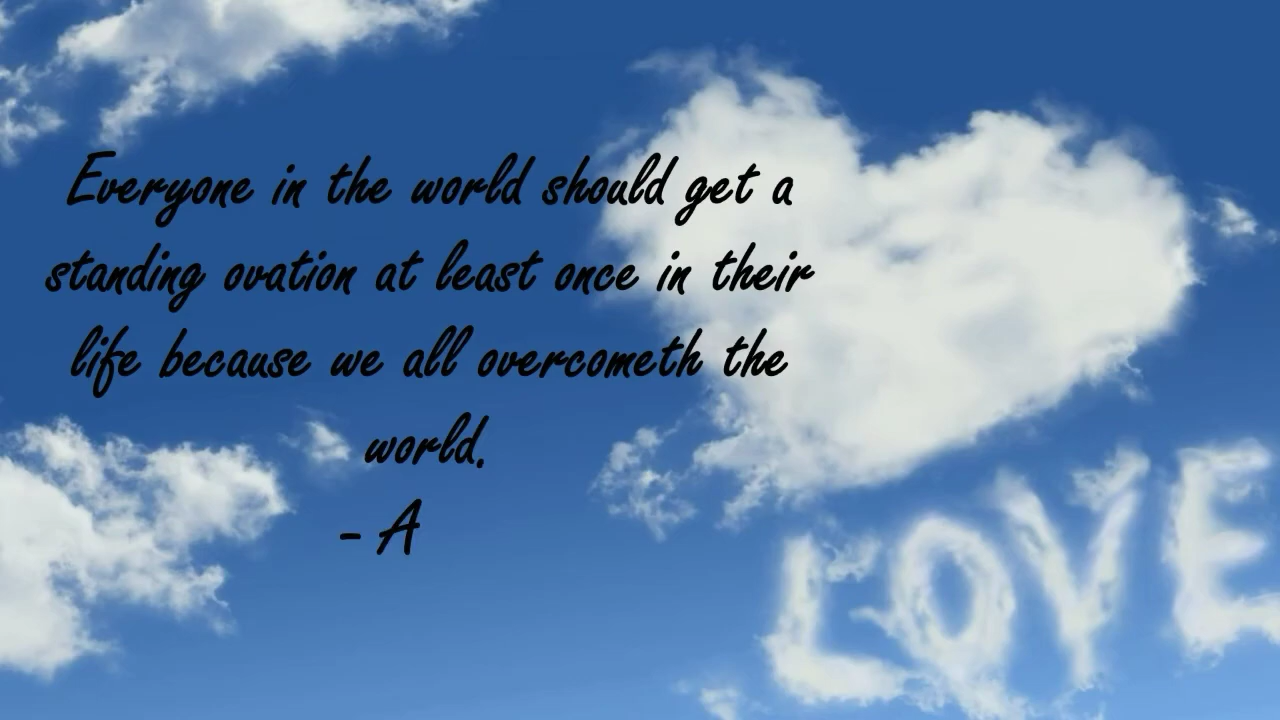 Everyone in the world should get a
standing ovation at least once in their
life because we all overcometh the
world.
- A
LOVE